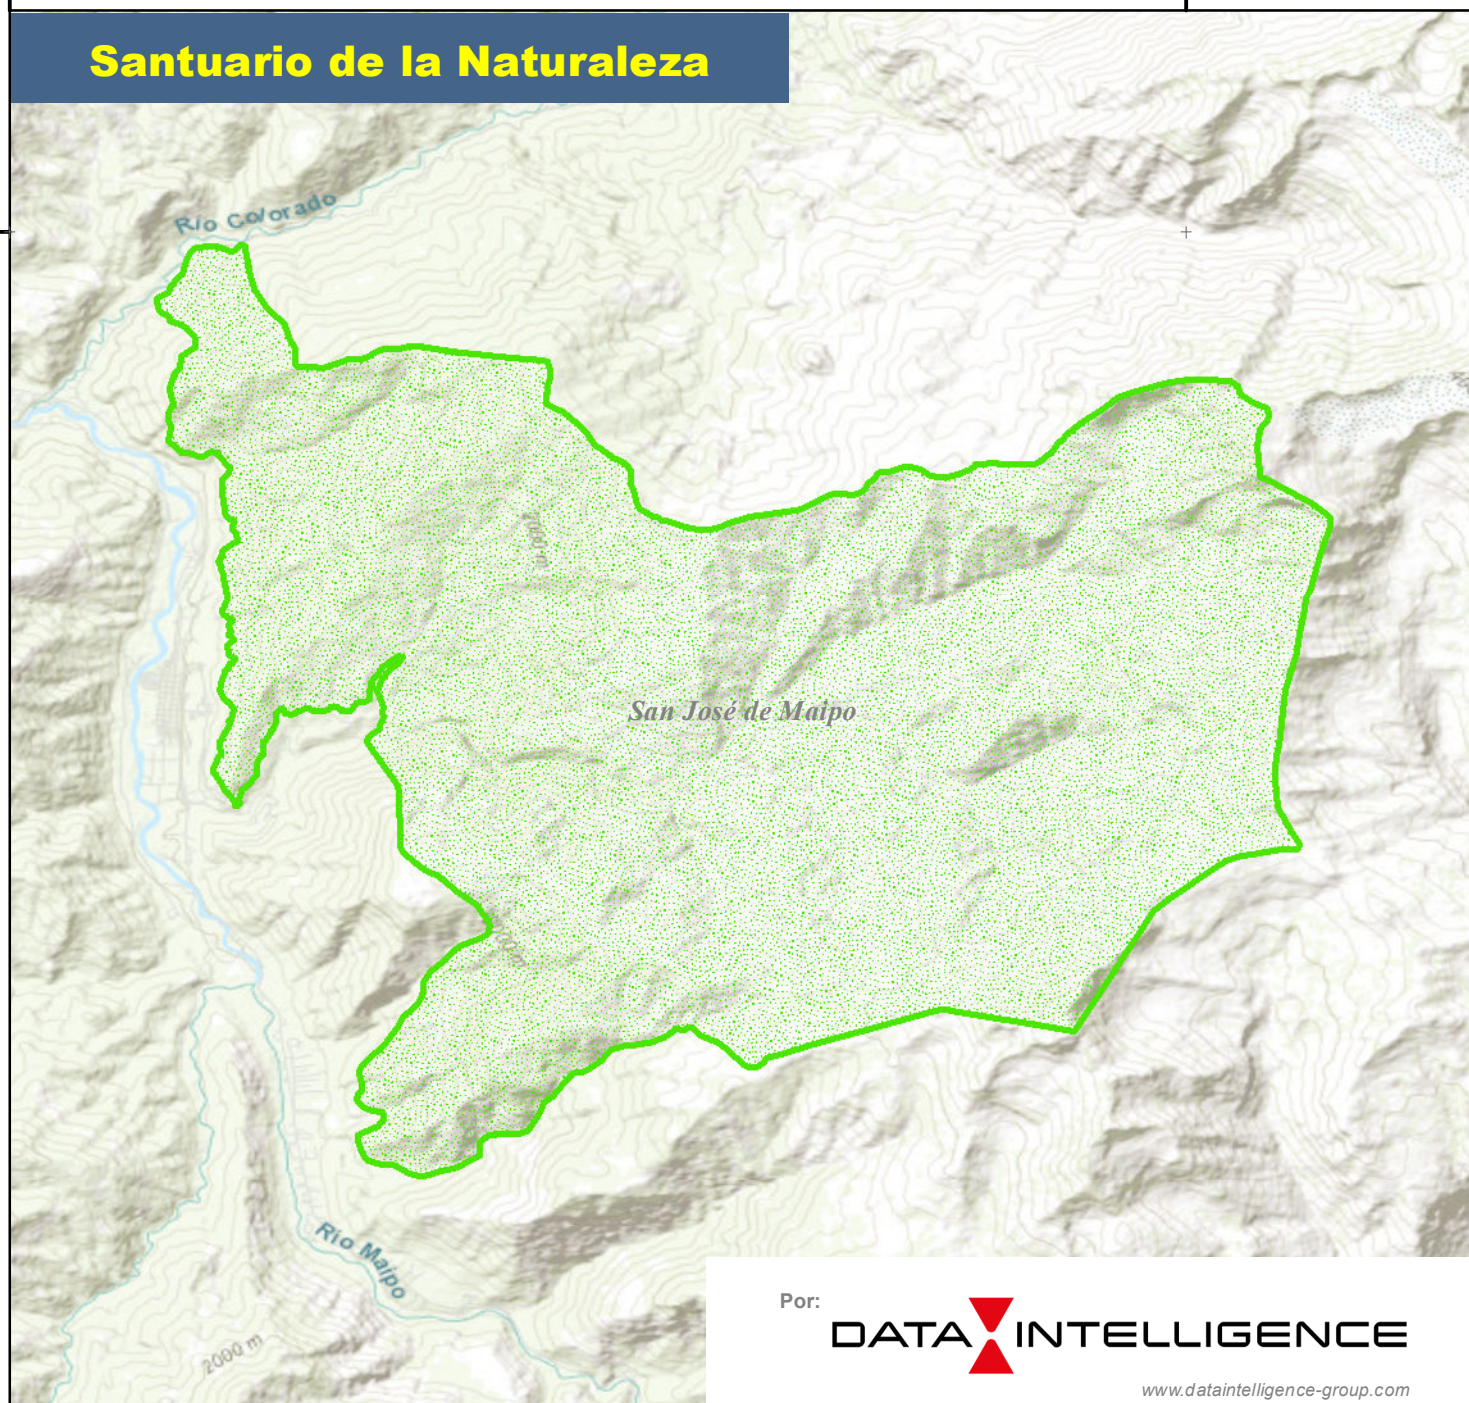 Santuario de la Naturaleza
Río Colorado
San José de Maipo
Río Maipo
2000 m
Por:
DATA INTELLIGENCE
www.dataintelligence-group.com